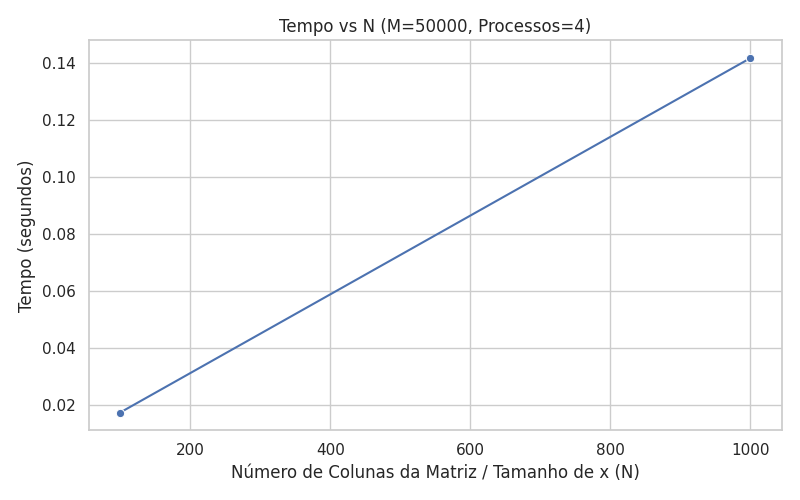 Tempo vs N (M=50000, Processos=4)
Tempo (segundos)
0.14
0.12
0.10
0.08
0.06
0.04
0.02
200 400 600 800 1000
Número de Colunas da Matriz / Tamanho de x (N)